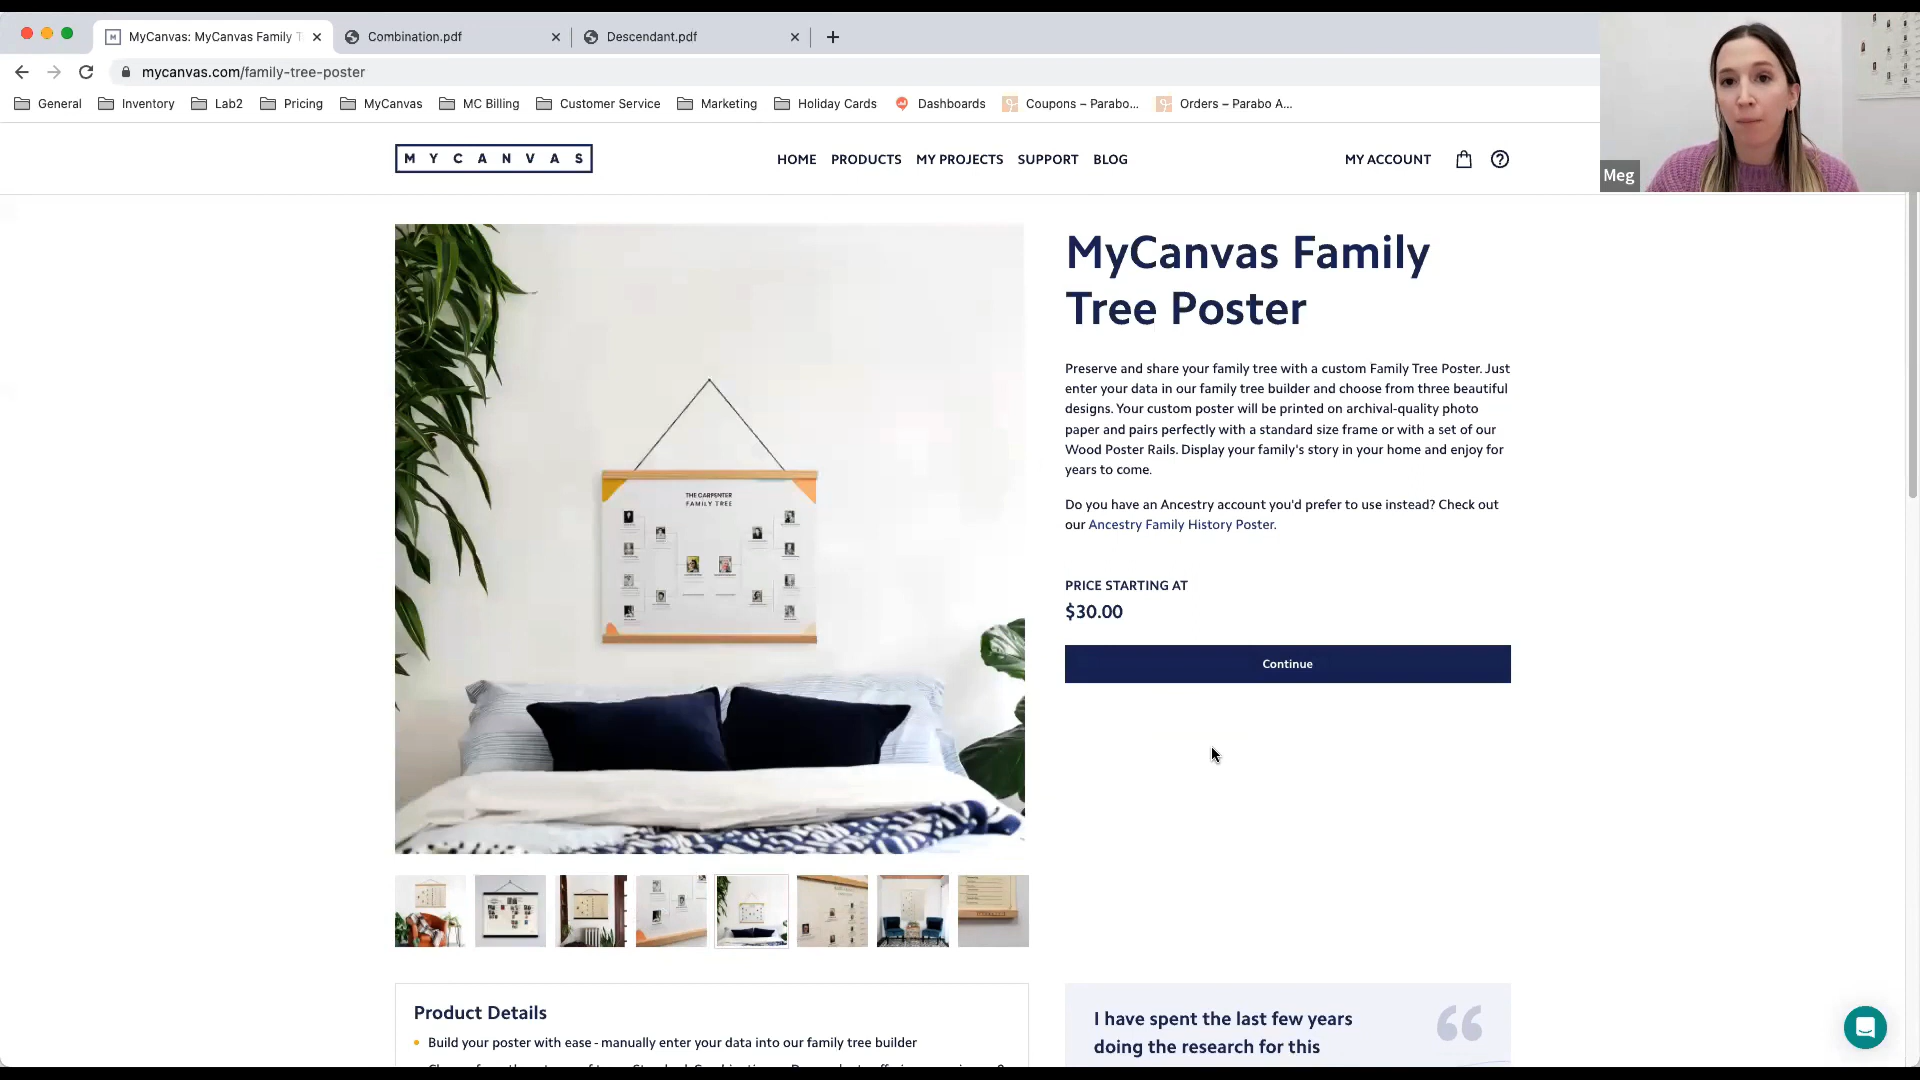 MyCanvas: MyCanvas Family T
Combination.pdf
Descendant.pdf
mycanvas.com/family-tree-poster
General
Inventory
Lab2
Pricing
MyCanvas
MC Billing
Customer Service
Marketing
Holiday Cards
Dashboards
Coupons – Parabo...
Orders – Parabo A...
Meg
MYCANVAS
HOME
PRODUCTS
MY PROJECTS
SUPPORT
BLOG
MY ACCOUNT
THE CARPENTER
FAMILY TREE
MyCanvas Family
Tree Poster
Preserve and share your family tree with a custom Family Tree Poster. Just
enter your data in our family tree builder and choose from three beautiful
designs. Your custom poster will be printed on archival-quality photo
paper and pairs perfectly with a standard size frame or with a set of our
Wood Poster Rails. Display your family's story in your home and enjoy for
years to come.
Do you have an Ancestry account you'd prefer to use instead? Check out
our Ancestry Family History Poster.
PRICE STARTING AT
$30.00
Continue
Product Details
• Build your poster with ease - manually enter your data into our family tree builder
I have spent the last few years
doing the research for this